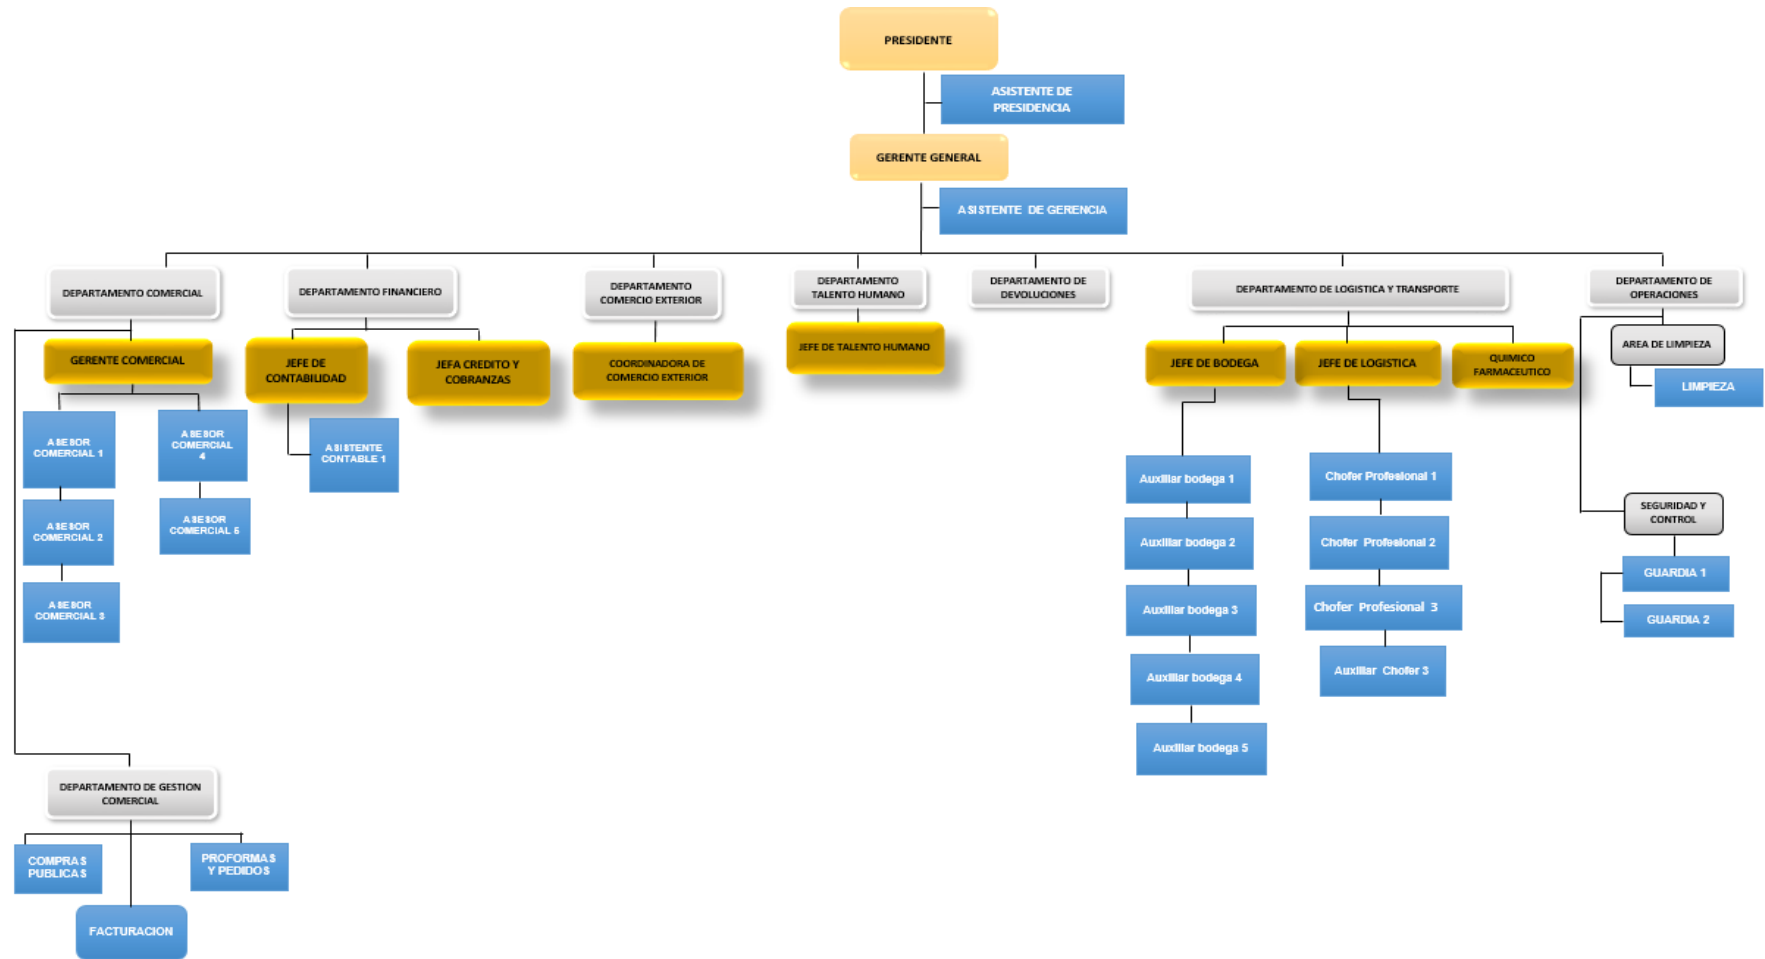 PRESIDENTE
ASISTENTE DE
PRESIDENCIA
GERENTE GENERAL
ASISTENTE DE GERENCIA
DEPARTAMENTO COMERCIAL
DEPARTAMENTO FINANCIERO
DEPARTAMENTO
COMERCIO EXTERIOR
DEPARTAMENTO
TALENTO HUMANO
DEPARTAMENTO DE
DEVOLUCIONES
DEPARTAMENTO DE LOGISTICA Y TRANSPORTE
DEPARTAMENTO DE
OPERACIONES
GERENTE COMERCIAL
JEFE DE
CONTABILIDAD
JEFA CREDITO Y
COBRANZAS
COORDINADORA DE
COMERCIO EXTERIOR
JEFE DE TALENTO HUMANO
JEFE DE BODEGA
JEFE DE LOGISTICA
QUIMICO
FARMACEUTICO
AREA DE LIMPIEZA
LIMPIEZA
ASESOR
COMERCIAL 1
ASESOR
COMERCIAL
4
ASISTENTE
CONTABLE 1
ASESOR
COMERCIAL 2
ASESOR
COMERCIAL 5
ASESOR
COMERCIAL 3
Auxiliar bodega 1
Auxiliar bodega 2
Auxiliar bodega 3
Auxiliar bodega 4
Auxiliar bodega 5
Chofer Profesional 1
Chofer Profesional 2
Chofer Profesional 3
Auxiliar Chofer 3
SEGURIDAD Y
CONTROL
GUARDIA 1
GUARDIA 2
DEPARTAMENTO DE GESTION
COMERCIAL
COMPRAS
PUBLICAS
PROFORMAS
Y PEDIDOS
FACTURACION